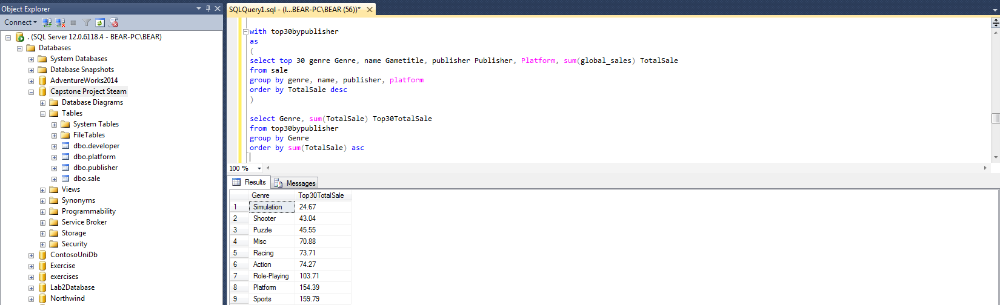 Object Explorer
Connect
. (SQL Server 12.0.6118.4 - BEAR-PC\BEAR)
Databases
System Databases
Database Snapshots
AdventureWorks2014
Capstone Project Steam
Database Diagrams
Tables
System Tables
FileTables
dbo.developer
dbo.platform
dbo.publisher
dbo.sale
Views
Synonyms
Programmability
Service Broker
Storage
Security
ContosoUniDb
Exercise
exercises
Lab2Database
Northwind
SQLQuery1.sql - (l...BEAR-PC\BEAR (56))*
with top30bypublisher
as
(
select top 30 genre Genre, name Gametitle, publisher Publisher, Platform, sum(global_sales) TotalSale
from sale
group by genre, name, publisher, platform
order by TotalSale desc
)
select Genre, sum(TotalSale) Top30TotalSale
from top30bypublisher
group by Genre
order by sum(TotalSale) asc
100 %
Results Messages
Genre Top30TotalSale
1 Simulation 24.67
2 Shooter 43.04
3 Puzzle 45.55
4 Misc 70.88
5 Racing 73.71
6 Action 74.27
7 Role-Playing 103.71
8 Platform 154.39
9 Sports 159.79